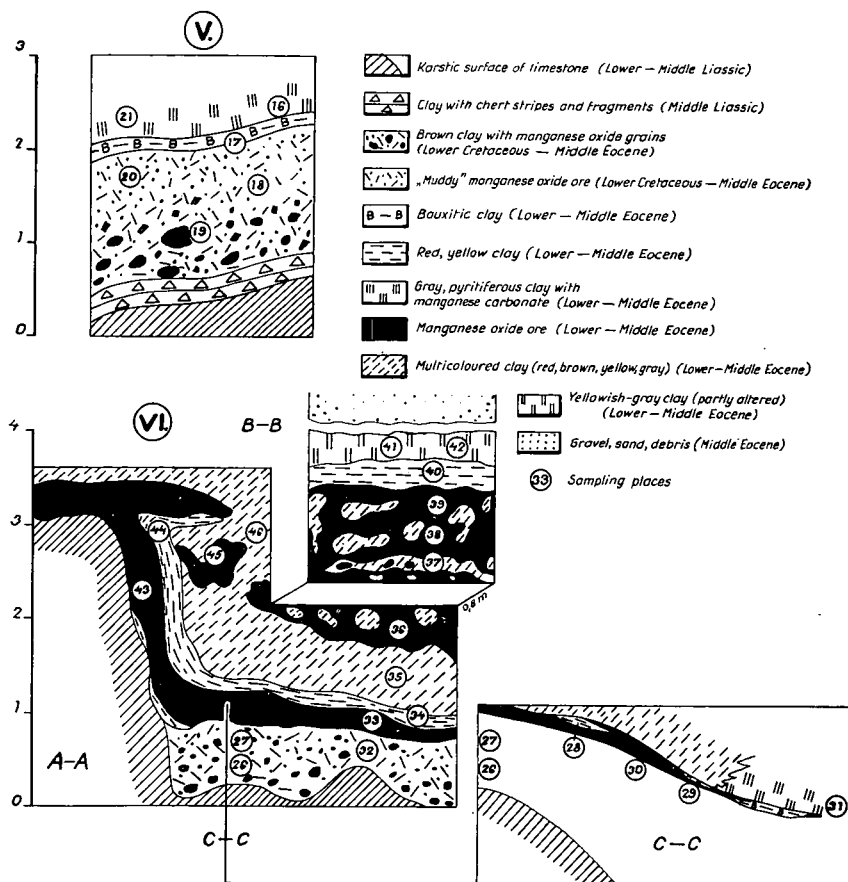 V.
3
2
1
0
21
16
17
20
18
19
B B B B B B
Karstic surface of limestone (Lower — Middle Liassic)
Clay with chert stripes and fragments (Middle Liassic)
Brown clay with manganese oxide grains
(Lower Cretaceous — Middle Eocene)
„Muddy" manganese oxide ore (Lower Cretaceous — Middle Eocene)
B – B
Bauxitic clay (Lower — Middle Eocene)
Red, yellow clay (Lower — Middle Eocene)
Gray, pyritiferous clay with
manganese carbonate (Lower — Middle Eocene)
Manganese oxide ore (Lower — Middle Eocene)
Multicoloured clay (red, brown, yellow, gray) (Lower—Middle Eocene)
Yellowish-gray clay (partly altered)
(Lower — Middle Eocene)
Gravel, sand, debris (Middle Eocene)
33 Sampling places
VI.
B—B
4
3
2
1
0
41
42
40
39
38
37
0,8 m
44
46
45
43
36
35
34
33
27
32
26
A—A
C—C
27
28
26
30
29
31
C—C